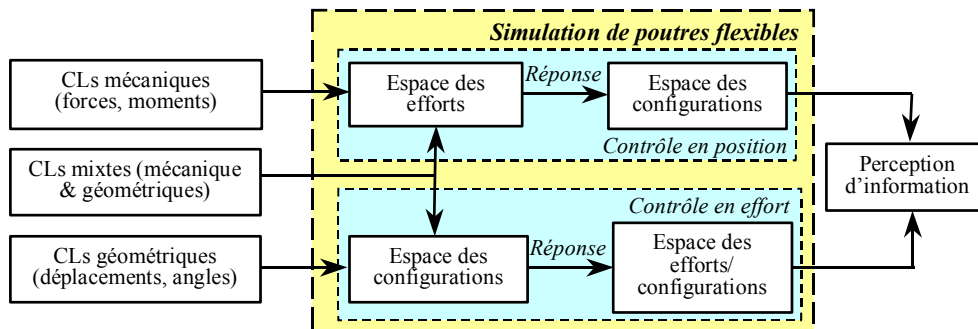 Simulation de poutres flexibles
CLs mécaniques
(forces, moments)
Espace des
efforts
Réponse
Espace des
configurations
Contrôle en position
CLs mixtes (mécanique
& géométriques)
Perception
d'information
Contrôle en effort
CLs géométriques
(déplacements, angles)
Espace des
configurations
Réponse
Espace des
efforts/
configurations